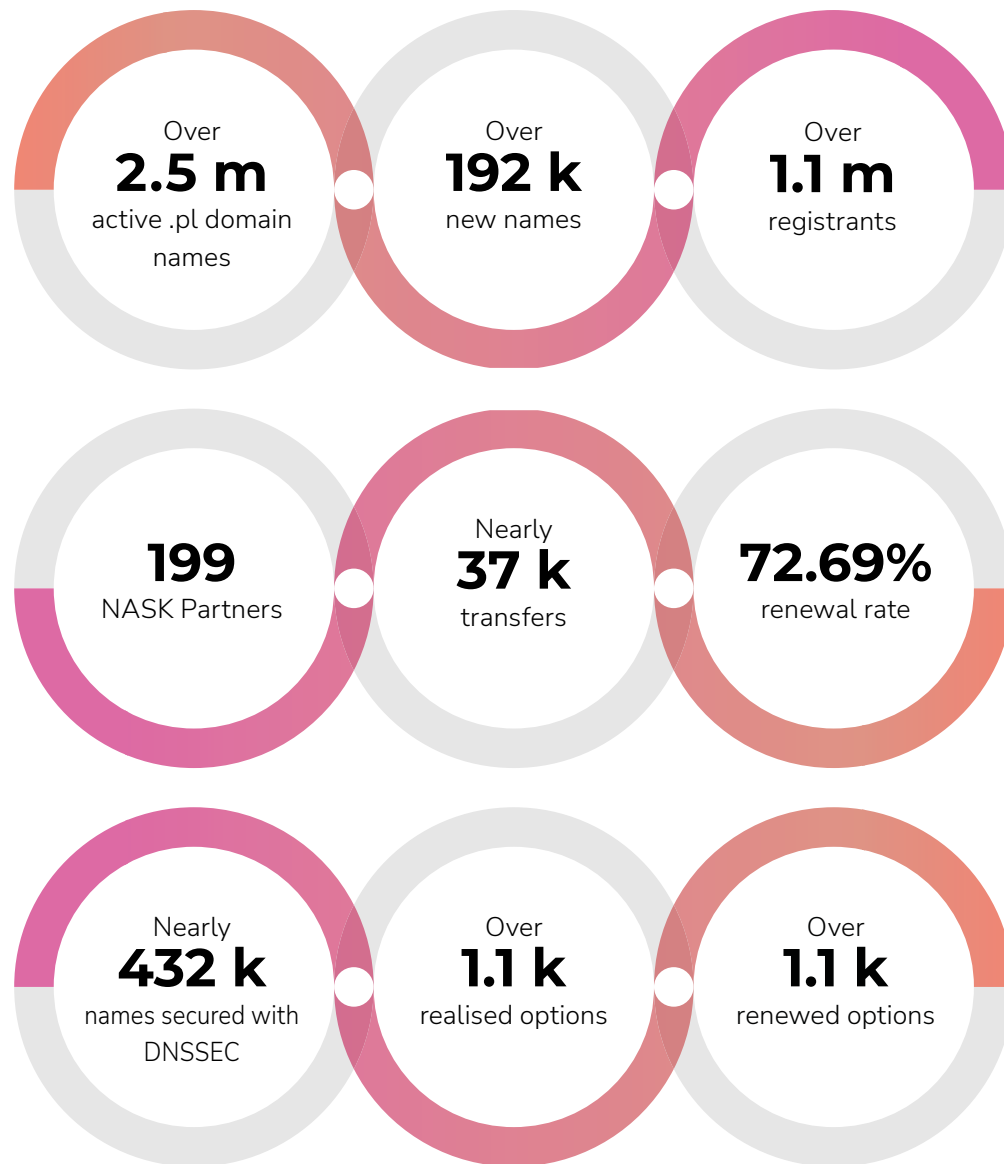 Over
2.5 m
active .pl domain
names
Over
192 k
new names
Over
1.1 m
registrants
199
NASK Partners
Nearly
37 k
transfers
72.69%
renewal rate
Nearly
432 k
names secured with
DNSSEC
Over
1.1 k
realised options
Over
1.1 k
renewed options